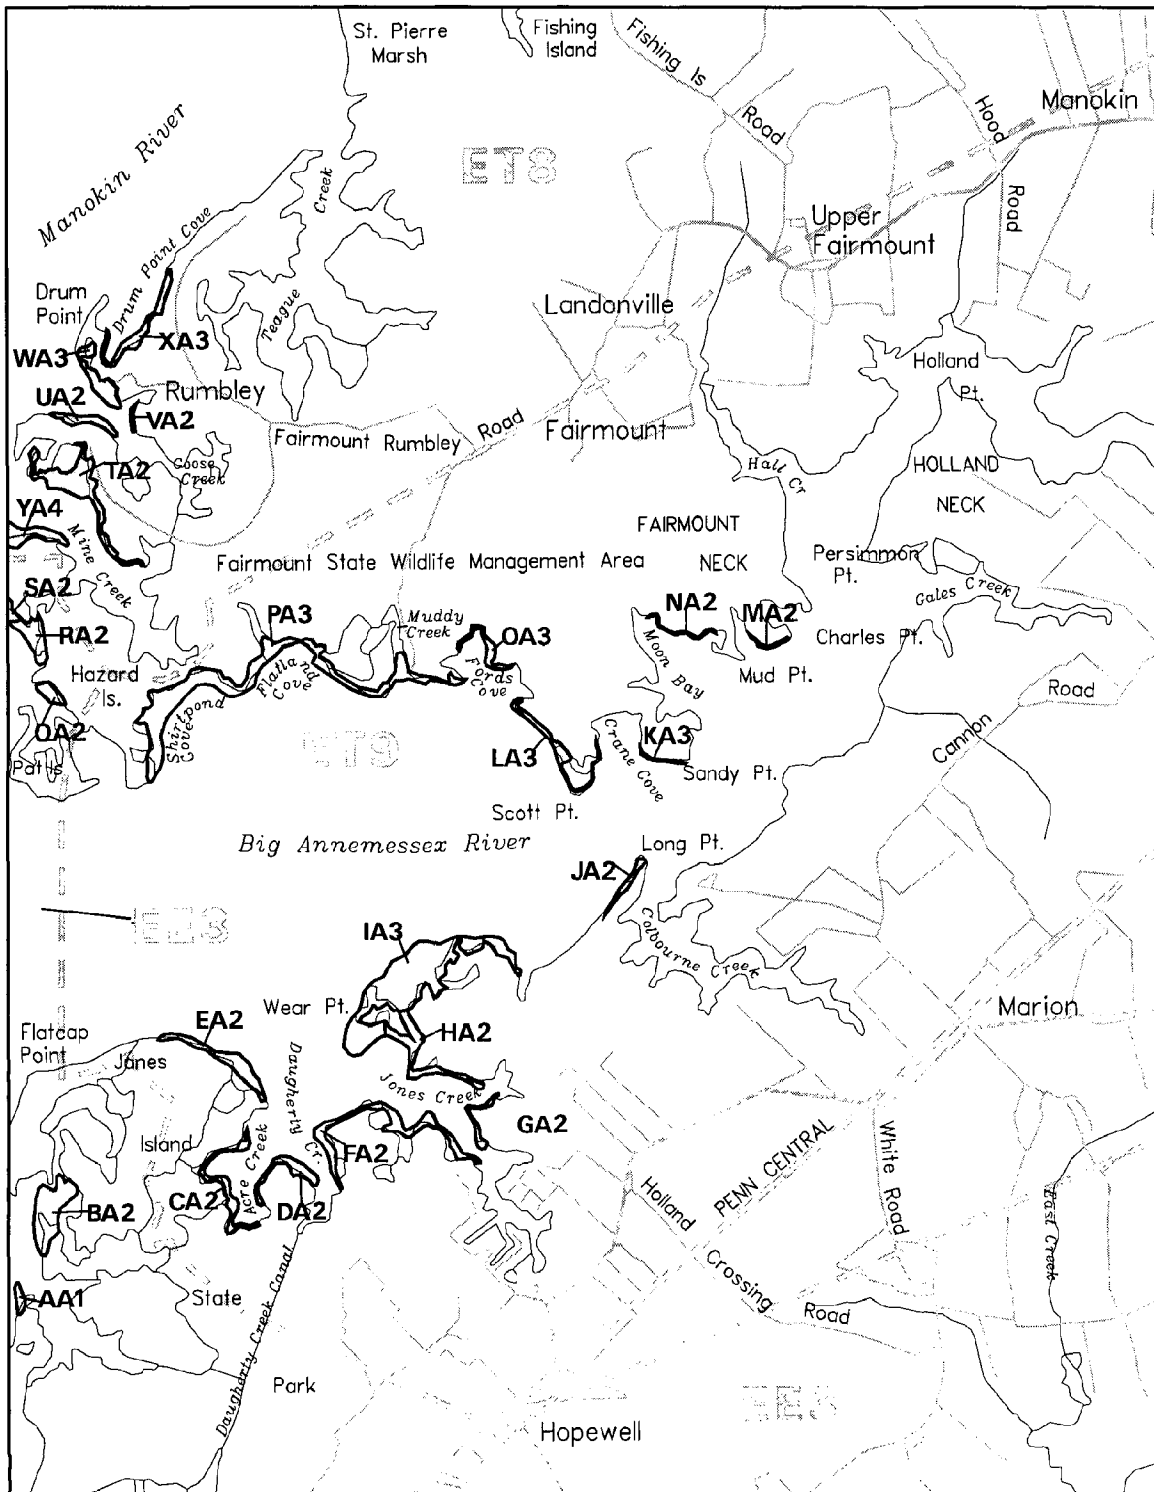 St. Pierre
Marsh
Fishing
Island
Fishing Is
Road
Hood
Road
Manokin
Manokin River
ET8
Creek
Teague
Drum Point Cove
Upper
Fairmount
Drum
Point
Landonville
WA3
XA3
Holland
Pt.
Rumbley
UA2
VA2
Fairmount Rumbley
Road
Fairmount
Goose
Creek
TA2
Hall Cr
HOLLAND
NECK
YA4
Mine Creek
FAIRMOUNT
NECK
Fairmount State Wildlife Management Area
Persimmon
Pt.
Gales Creek
SA2
RA2
PA3
Muddy
Creek
OA3
NA2
MA2
Charles Pt.
Mud Pt.
Moon Bay
Hazard
Is.
Flatland
Cove
Fords
Cove
Road
Cannon
OA2
Shirtpond
Cove
ET9
LA3
Crane Cove
KA3
Sandy Pt.
Patts
Scott Pt.
Big Annemessex River
Long Pt.
JA2
EE3
IA3
Colbourne Creek
Wear Pt.
Marion
Flatcap
Point
EA2
HA2
Janes
Daugherty Cr.
Jones Creek
GA2
Island
FA2
PENN CENTRAL
White Road
Acre Creek
CA2
DA2
BA2
Holland
Crossing
Road
East Creek
AA1
State
Daugherty Creek Canal
Park
Hopewell